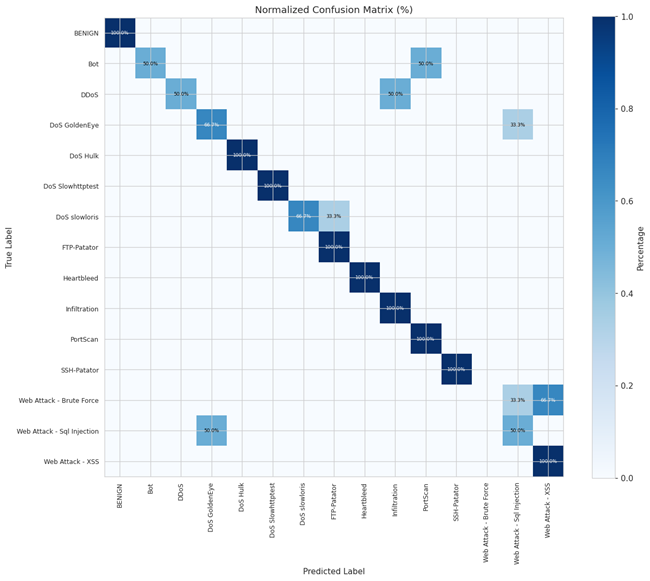 Normalized Confusion Matrix (%)
True Label
BENIGN 100.0%
Bot 50.0% 50.0%
DDoS 50.0% 50.0%
DoS GoldenEye 66.7% 33.3%
DoS Hulk 100.0%
DoS Slowhttptest 100.0%
DoS slowloris 66.7% 33.3%
FTP-Patator 100.0%
Heartbleed 100.0%
Infiltration 100.0%
PortScan 100.0%
SSH-Patator 100.0%
Web Attack - Brute Force 33.3% 66.7%
Web Attack - Sql Injection 50.0% 50.0%
Web Attack - XSS 100.0%
BENIGN
Bot
DDoS
DoS GoldenEye
DoS Hulk
DoS Slowhttptest
DoS slowloris
FTP-Patator
Heartbleed
Infiltration
PortScan
SSH-Patator
Web Attack - Brute Force
Web Attack - Sql Injection
Web Attack - XSS
Predicted Label
1.0
0.8
0.6
0.4
0.2
0.0
Percentage